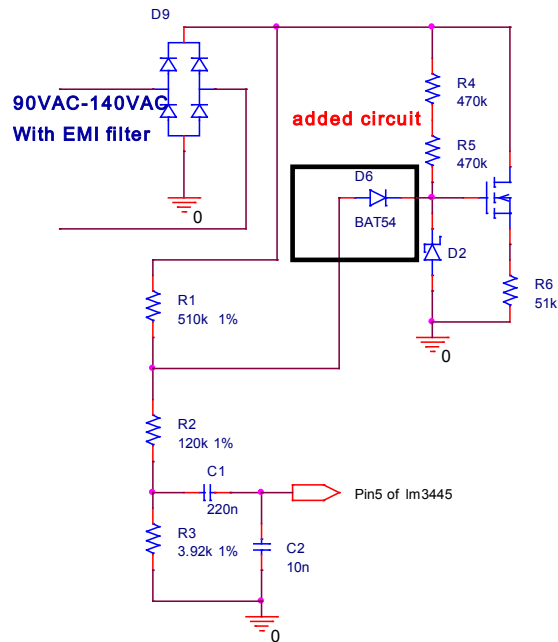 D9
90VAC-140VAC
With EMI filter
0
added circuit
R4
470k
R5
470k
D6
BAT54
D2
R6
51k
0
R1
510k 1%
R2
120k 1%
C1
220n
Pin5 of lm3445
R3
3.92k 1%
C2
10n
0